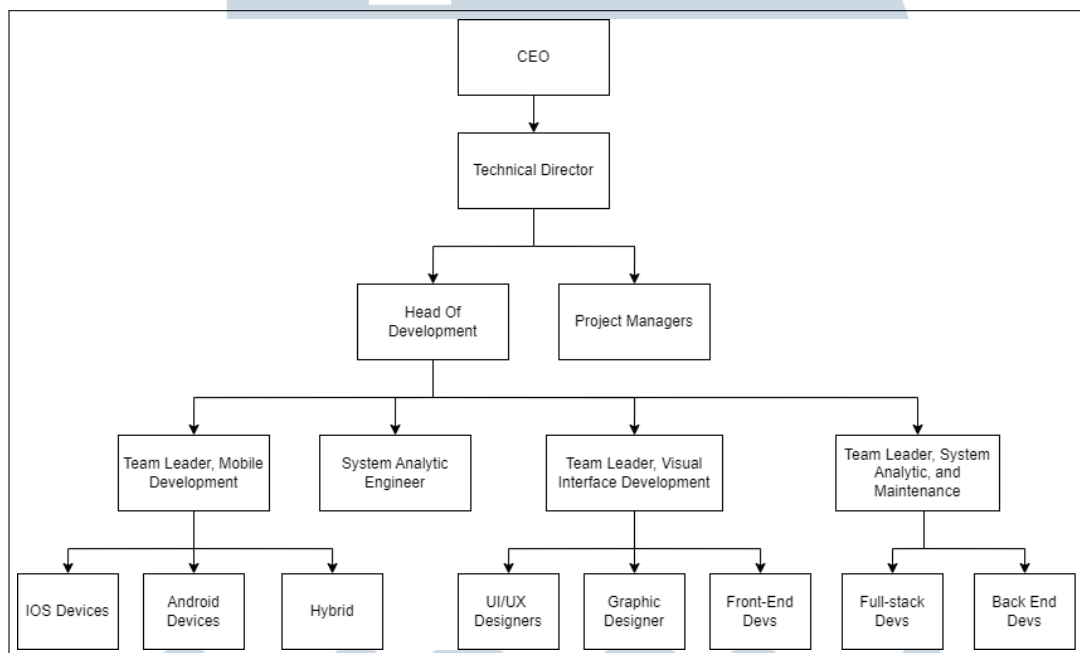 CEO
Technical Director
Head Of
Development
Project Managers
Team Leader, Mobile
Development
System Analytic
Engineer
Team Leader, Visual
Interface Development
Team Leader, System
Analytic, and
Maintenance
IOS Devices
Android
Devices
Hybrid
UI/UX
Designers
Graphic
Designer
Front-End
Devs
Full-stack
Devs
Back End
Devs